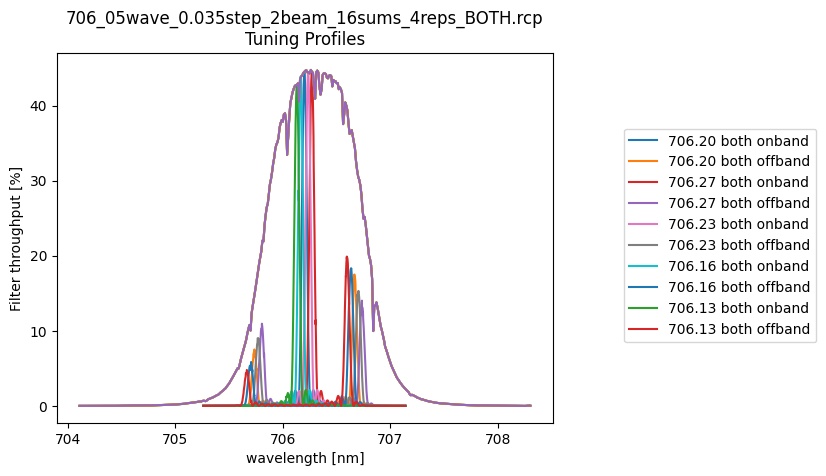 706_05wave_0.035step_2beam_16sums_4reps_BOTH.rcp
Tuning Profiles
Filter throughput [%]
40
30
20
10
0
704
705
706
707
708
wavelength [nm]
706.20 both onband
706.20 both offband
706.27 both onband
706.27 both offband
706.23 both onband
706.23 both offband
706.16 both onband
706.16 both offband
706.13 both onband
706.13 both offband